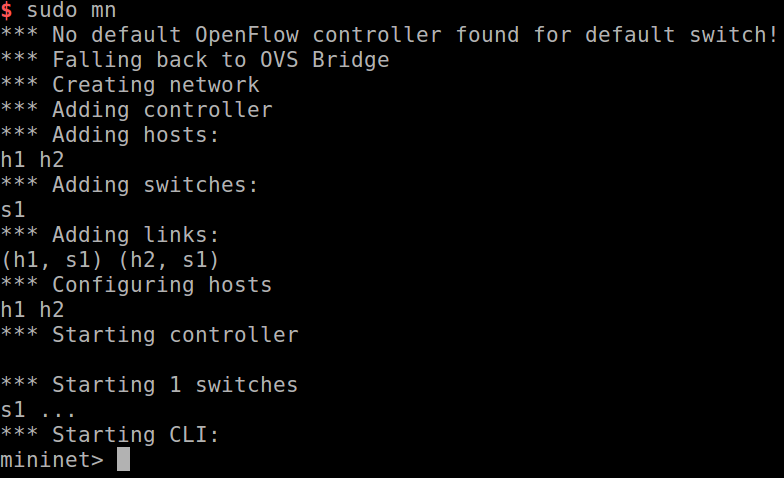 $ sudo mn
*** No default OpenFlow controller found for default switch!
*** Falling back to OVS Bridge
*** Creating network
*** Adding controller
*** Adding hosts:
h1 h2
*** Adding switches:
s1
*** Adding links:
(h1, s1) (h2, s1)
*** Configuring hosts
h1 h2
*** Starting controller

*** Starting 1 switches
s1 ...
*** Starting CLI:
mininet>